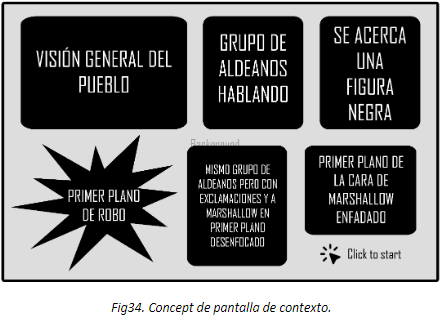 VISIÓN GENERAL DEL
PUEBLO
GRUPO DE
ALDEANOS
HABLANDO
SE ACERCA
UNA
FIGURA
NEGRA
Background
PRIMER PLANO
DE ROBO
MISMO GRUPO DE
ALDEANOS PERO CON
EXCLAMACIONES Y A
MARSHALLOW EN
PRIMER PLANO
DESENFOCADO
PRIMER PLANO DE
LA CARA DE
MARSHALLOW
ENFADADO
Click to start
Fig34. Concept de pantalla de contexto.